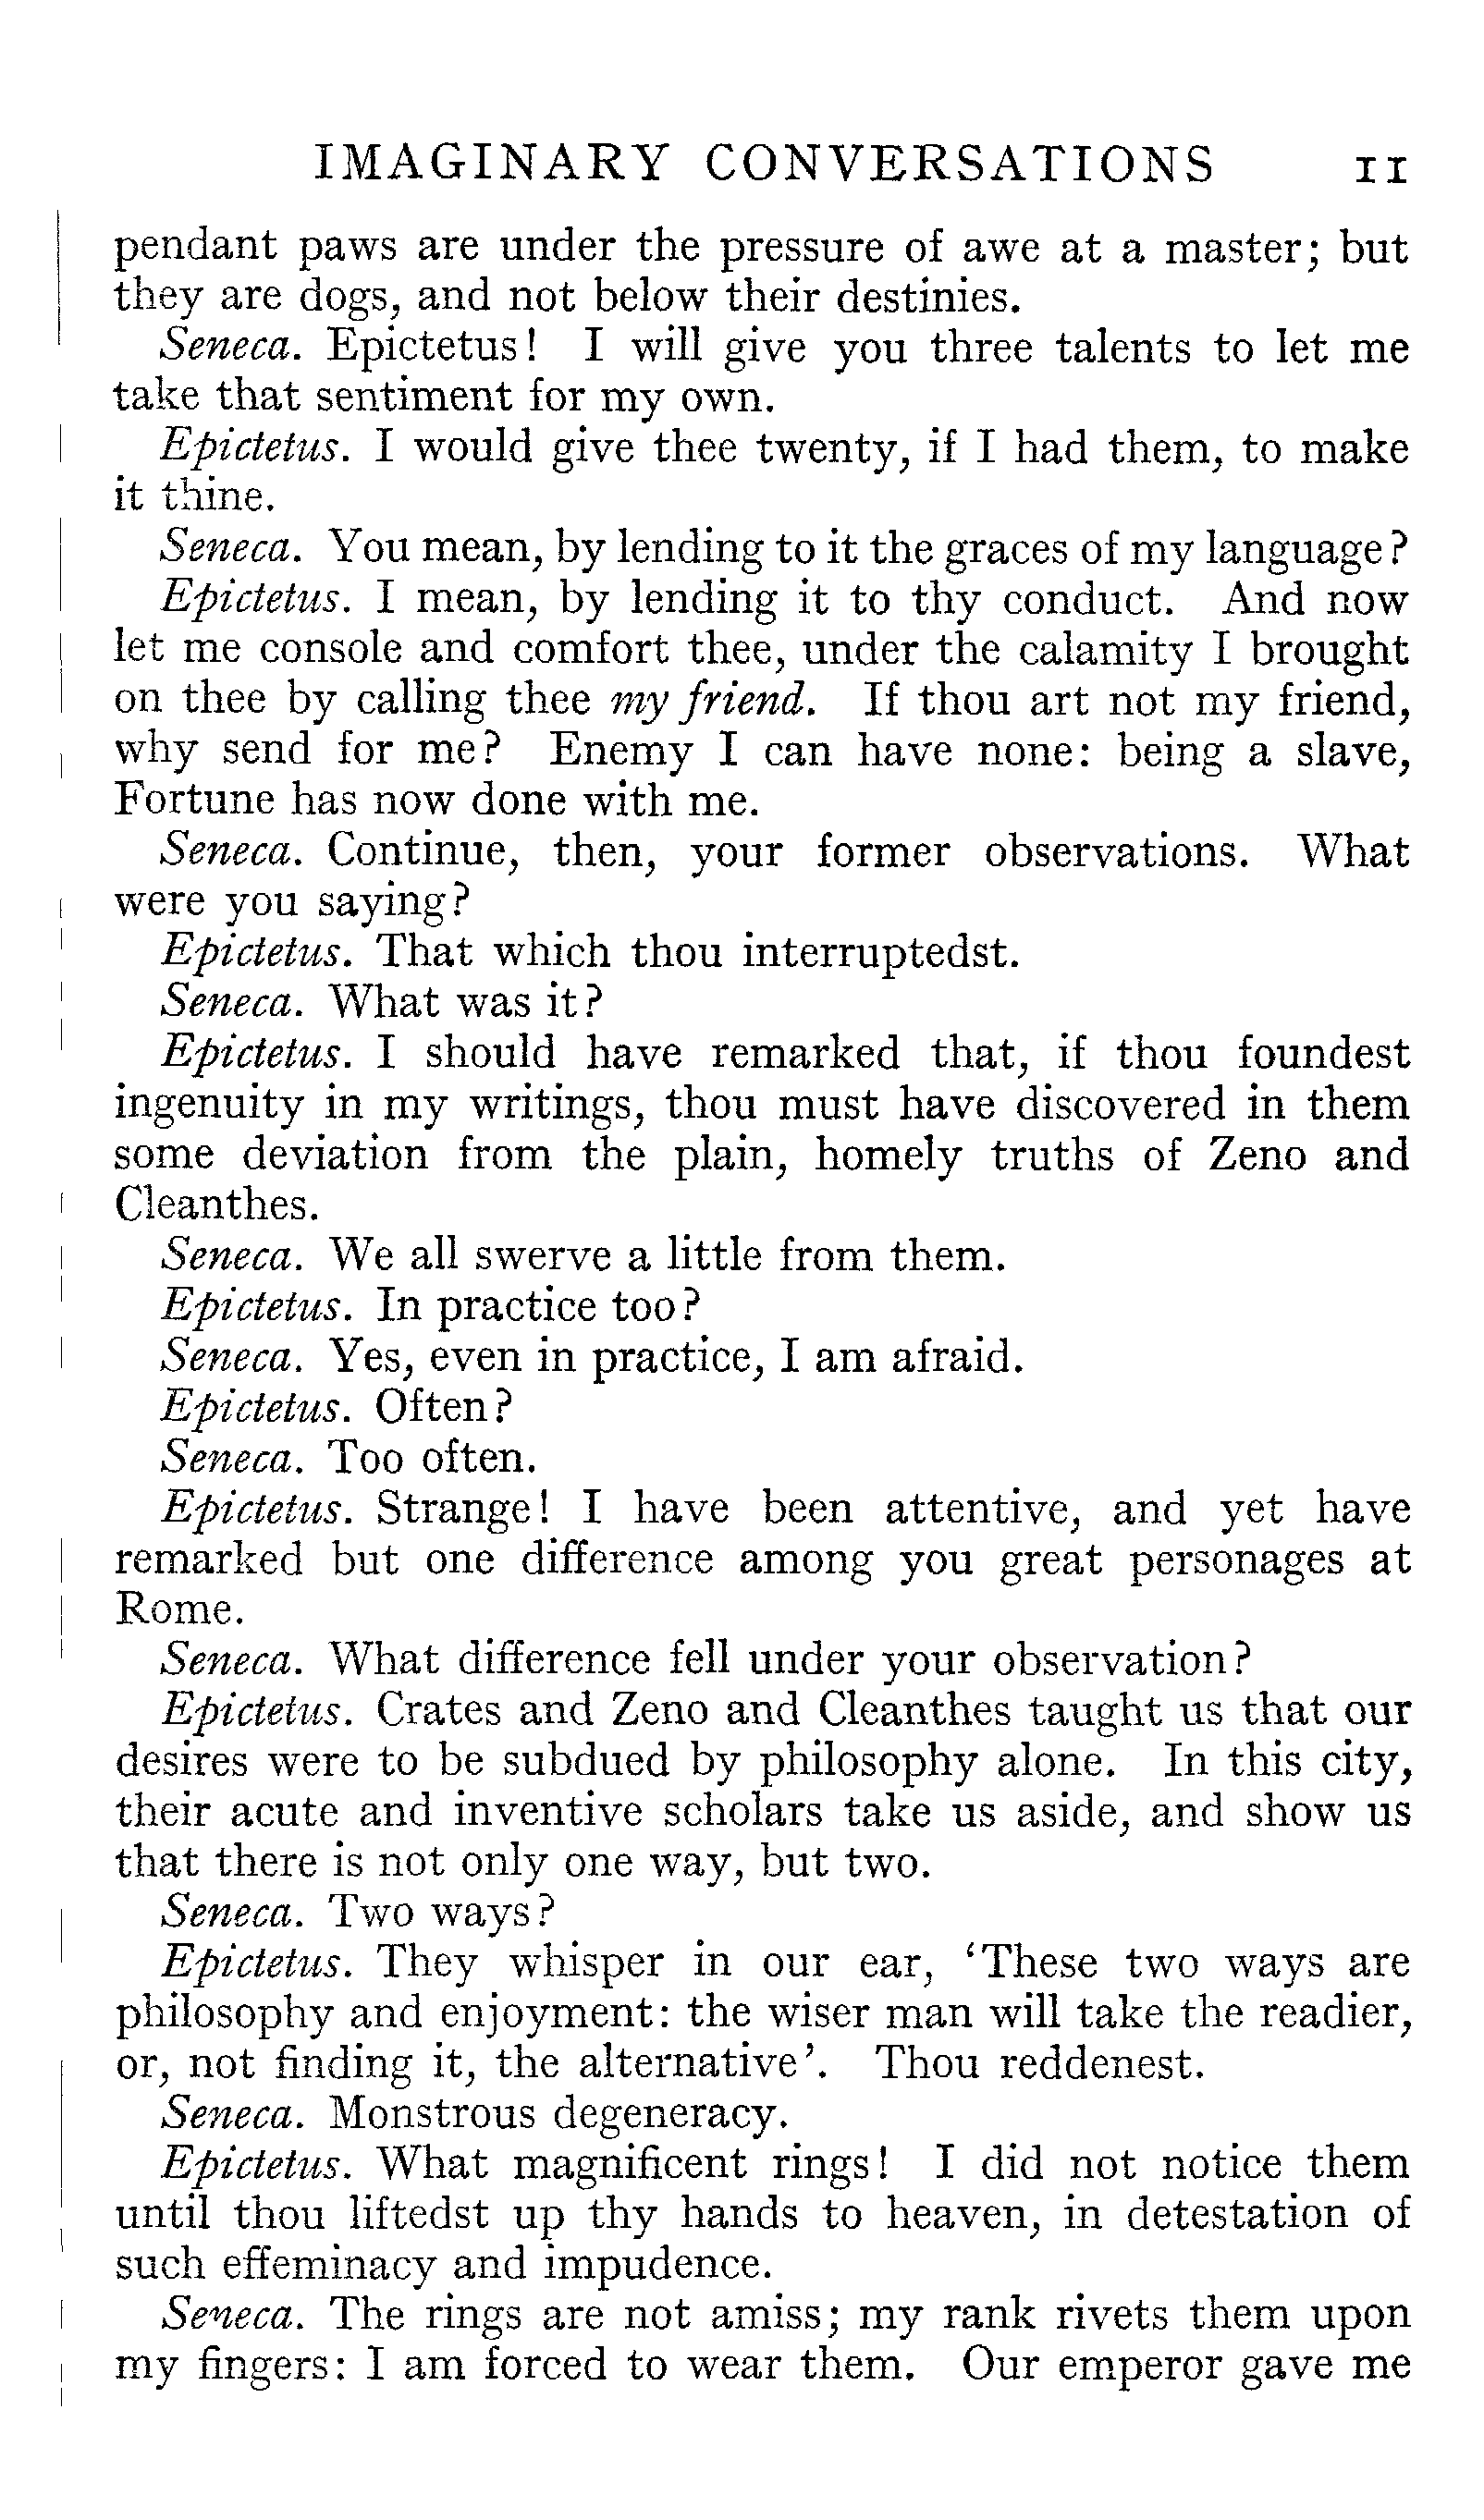 IMAGINARY CONVERSATIONS 11
pendant paws are under the pressure of awe at a master; but
they are dogs, and not below their destinies.
Seneca. Epictetus! I will give you three talents to let me
take that sentiment for my own.
Epictetus. I would give thee twenty, if I had them, to make
it thine.
Seneca. You mean, by lending to it the graces of my language?
Epictetus. I mean, by lending it to thy conduct. And now
let me console and comfort thee, under the calamity I brought
on thee by calling thee my friend. If thou art not my friend,
why send for me? Enemy I can have none: being a slave,
Fortune has now done with me.
Seneca. Continue, then, your former observations. What
were you saying?
Epictetus. That which thou interruptedst.
Seneca. What was it?
Epictetus. I should have remarked that, if thou foundest
ingenuity in my writings, thou must have discovered in them
some deviation from the plain, homely truths of Zeno and
Cleanthes.
Seneca. We all swerve a little from them.
Epictetus. In practice too?
Seneca. Yes, even in practice, I am afraid.
Epictetus. Often?
Seneca. Too often.
Epictetus. Strange! I have been attentive, and yet have
remarked but one difference among you great personages at
Rome.
Seneca. What difference fell under your observation?
Epictetus. Crates and Zeno and Cleanthes taught us that our
desires were to be subdued by philosophy alone. In this city,
their acute and inventive scholars take us aside, and show us
that there is not only one way, but two.
Seneca. Two ways?
Epictetus. They whisper in our ear, ‘These two ways are
philosophy and enjoyment: the wiser man will take the readier,
or, not finding it, the alternative’. Thou reddenest.
Seneca. Monstrous degeneracy.
Epictetus. What magnificent rings! I did not notice them
until thou liftedst up thy hands to heaven, in detestation of
such effeminacy and impudence.
Seneca. The rings are not amiss; my rank rivets them upon
my fingers: I am forced to wear them. Our emperor gave me